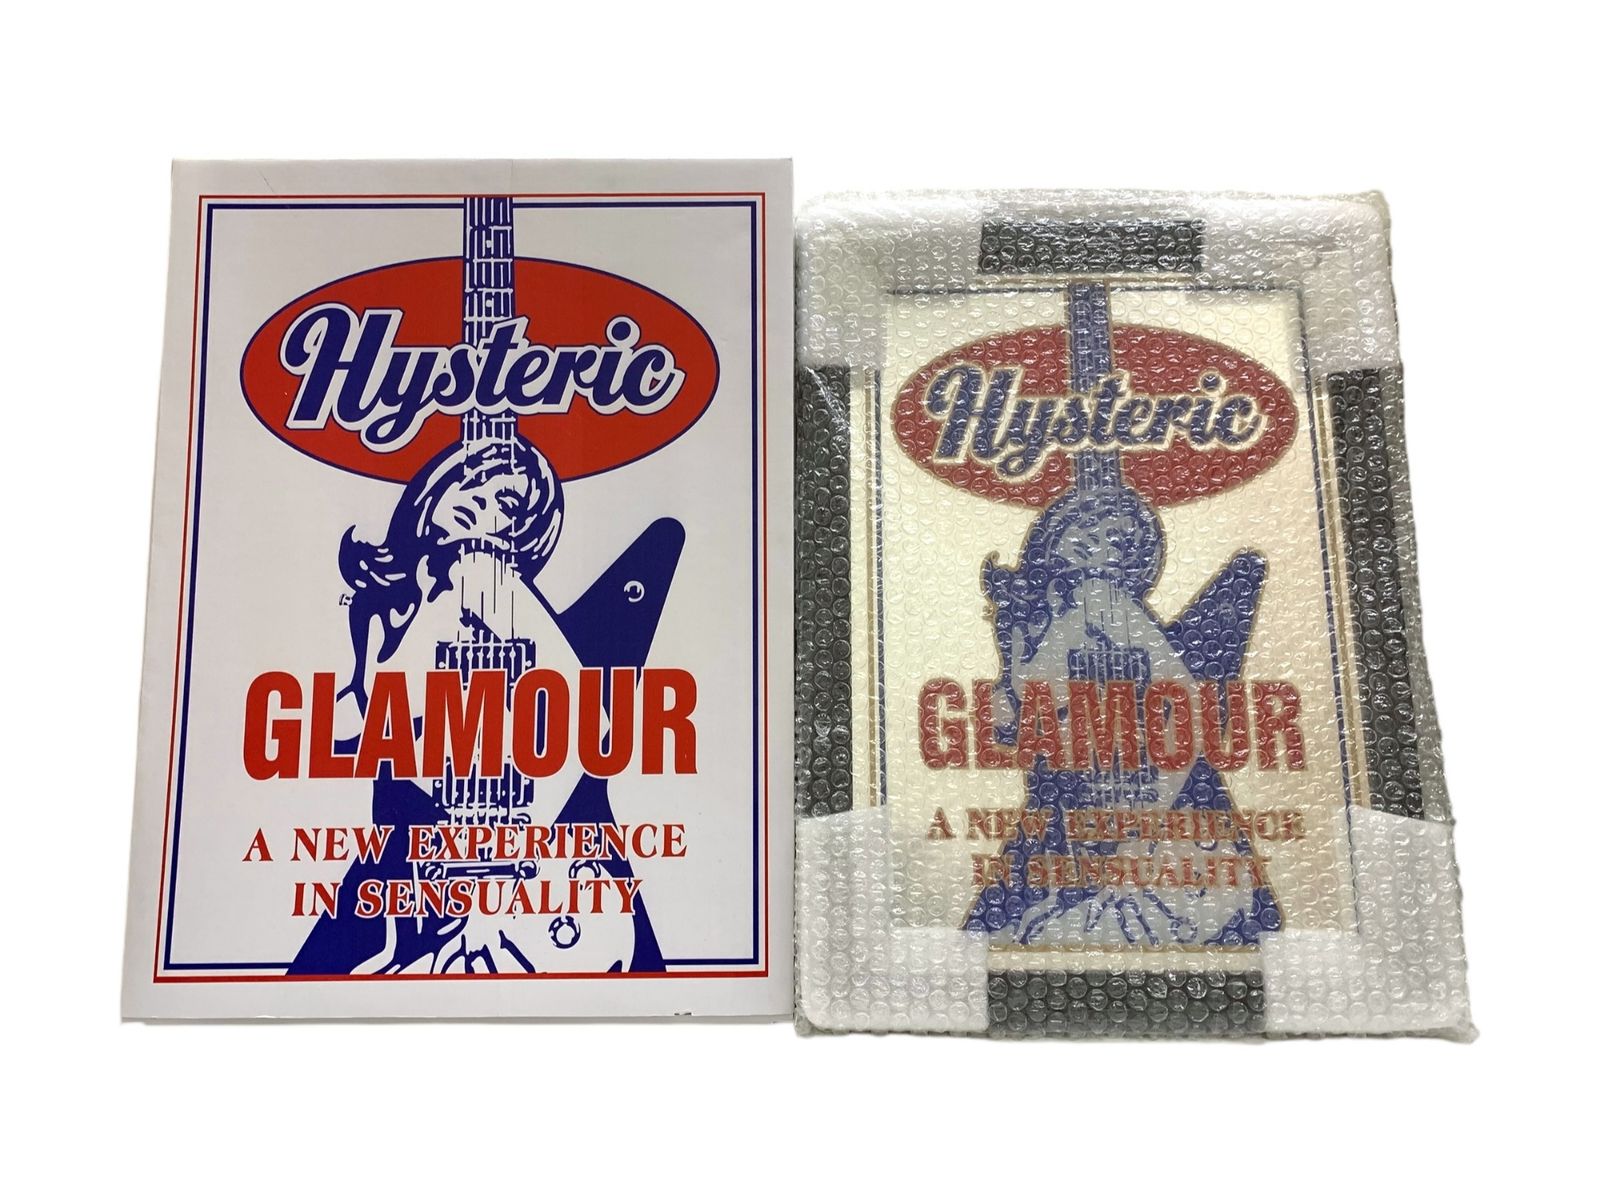 Hysteric
GLAMOUR
A NEW EXPERIENCE
IN SENSUALITY
Hysteric
GLAMOUR
A NEW EXPERIENCE
IN SENSUALITY